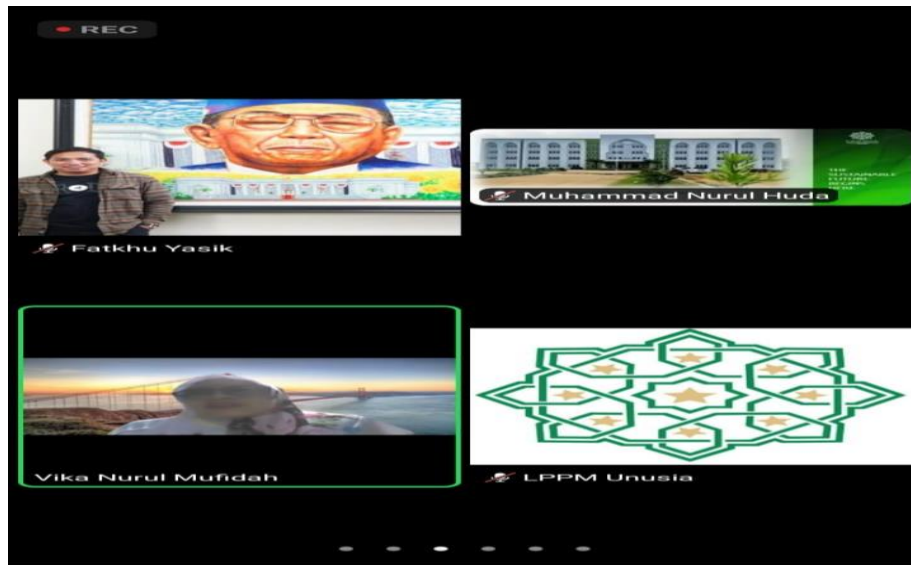 REC
Muhammad Nurul Huda
Fatkhu Yasik
Vika Nurul Mufidah
LPPM Unusia